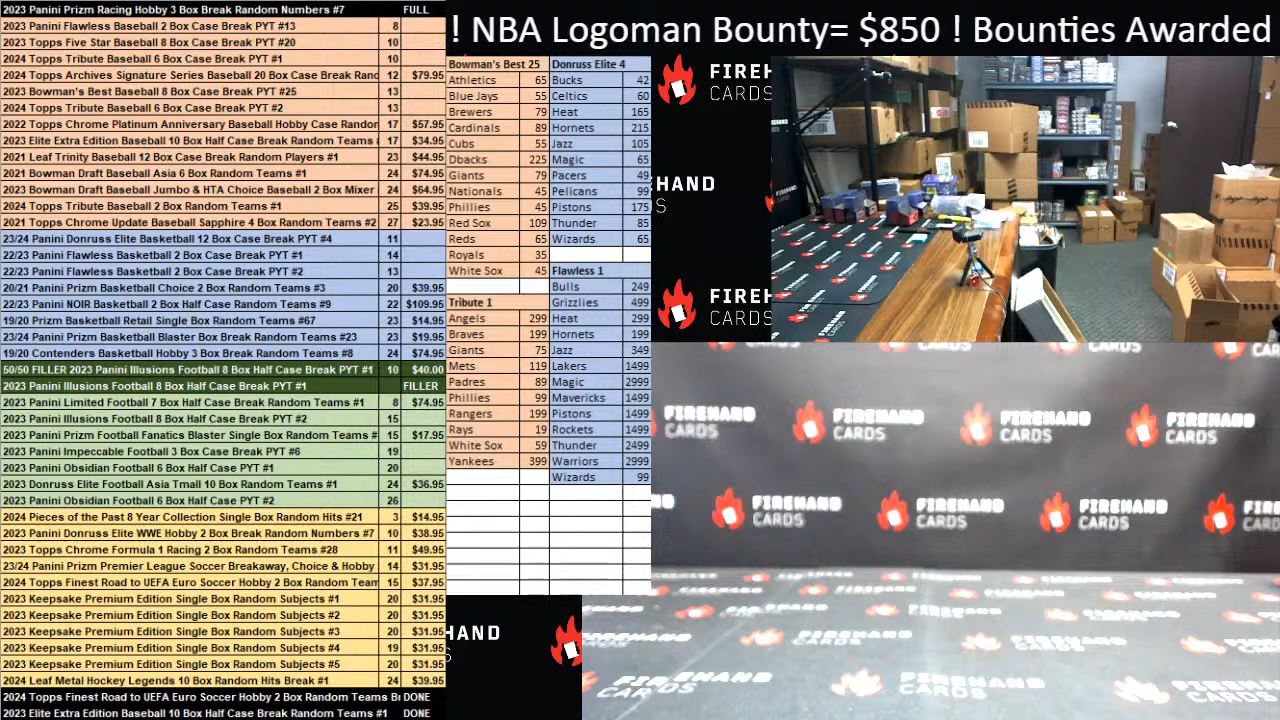 2023 Panini Prizm Racing Hobby 3 Box Break Random Numbers #7 FULL
2023 Panini Flawless Baseball 2 Box Case Break PYT #13 8
2023 Topps Five Star Baseball 8 Box Case Break PYT #20 10
2024 Topps Tribute Baseball 6 Box Case Break PYT #1 10
2024 Topps Archives Signature Series Baseball 20 Box Case Break Ranc 12 $79.95
2023 Bowman's Best Baseball 8 Box Case PYT #25 13
2024 Topps Tribute Baseball 6 Box Case Break PYT #2 13
2022 Topps Chrome Platinum Anniversary Baseball Hobby Case Randor 17 $57.95
2023 Elite Extra Edition Baseball 10 Box Half Case Break Random Teams 17 $34.95
2021 Leaf Trinity Baseball 12 Box Case Break Random Players #1 23 $44.95
2021 Bowman Draft Baseball Asia 6 Box Random Teams #1 24 $74.95
2023 Bowman Draft Baseball Jumbo & HTA Choice Baseball 2 Box Mixer 24 $64.95
2024 Topps Tribute Baseball 2 Box Random Teams #1 25 $39.95
2021 Topps Chrome Update Baseball Sapphire 4 Box Random Teams #2 27 $23.95
23/24 Panini Donruss Elite Basketball 12 Box Case Break PYT #4 11
22/23 Panini Flawless Basketball 2 Box Case Break PYT #1 14
22/23 Panini Flawless Basketball 2 Box Case Break PYT #2 13
20/21 Panini Prizm Basketball Choice 2 Box Random Teams #3 20 $39.95
22/23 Panini NOIR Basketball 2 Box Half Case Random Teams #9 22 $109.95
19/20 Prizm Basketball Retail Single Box Random Teams #67 23 $14.95
23/24 Panini Prizm Basketball Blaster Box Break Random Teams #23 23 $19.95
19/20 Contenders Basketball Hobby 3 Box Break Random Teams #8 24 $74.95
50/50 FILLER 2023 Panini Illusions Football 8 Box Half Case Break PYT #1 10 $40.00
2023 Panini Illusions Football 8 Box Half Case Break PYT #1 FILLER
2023 Panini Limited Football 7 Box Half Case Break Random Teams #1 8 $74.95
2023 Panini Illusions Football 8 Box Half Case Break PYT #2 15
2023 Panini Prizm Football Fanatics Blaster Single Box Random Teams # 15 $17.95
2023 Panini Impeccable Football 3 Box Case Break PYT #6 19
2023 Panini Obsidian Football 6 Box Half Case PYT #1 20
2023 Donruss Elite Football Asia Tmall 10 Box Random Teams #1 24 $36.95
2023 Panini Obsidian Football 6 Box Half Case PYT #2 26
2024 Pieces of the Past 8 Year Collection Single Box Random Hits #21 3 $14.95
2023 Panini Donruss Elite WWE Hobby 2 Box Break Random Numbers #7 10 $38.95
2023 Topps Chrome Formula 1 Racing 2 Box Random Teams #28 11 $49.95
23/24 Panini Prizm Premier League Soccer Breakaway, Choice & Hobby 14 $31.95
2024 Topps Finest Road to UEFA Euro Soccer Hobby 2 Box Random Team 15 $37.95
2023 Keepsake Premium Edition Single Box Random Subjects #1 20 $31.95
2023 Keepsake Premium Edition Single Box Random Subjects #2 20 $31.95
2023 Keepsake Premium Edition Single Box Random Subjects #3 20 $31.95
2023 Keepsake Premium Edition Single Box Random Subjects #4 19 $31.95
2023 Keepsake Premium Edition Single Box Random Subjects #5 20 $31.95
2024 Leaf Metal Hockey Legends 10 Box Random Hits Break #1 24 $39.95
2024 Topps Finest Road to UEFA Euro Soccer Hobby 2 Box Random Teams Br DONE
2023 Elite Extra Edition Baseball 10 Box Half Case Break Random Teams #1 DONE
! NBA Logoman Bounty= $850 ! Bounties Awarded
Bowman's Best 25
Athletics 65
Blue Jays 55
Brewers 79
Cardinals 89
Cubs 55
Dbacks 225
Giants 79
Nationals 45
Phillies 45
Red Sox 109
Reds 65
Royals 35
White Sox 45
Tribute 1
Angels 299
Braves 199
Giants 75
Mets 119
Padres 89
Phillies 99
Rangers 199
Rays 19
White Sox 59
Yankees 399
Donruss Elite 4
Bucks 42
Celtics 60
Heat 165
Hornets 215
Jazz 105
Magic 65
Pacers 49
Pelicans 99
Pistons 175
Thunder 85
Wizards 65
Flawless 1
Bulls 249
Grizzlies 499
Heat 299
Hornets 199
Jazz 349
Lakers 1499
Magic 2999
Mavericks 1499
Pistons 1499
Rockets 1499
Thunder 2499
Warriors 2999
Wizards 99
FIREH
CARDS
HAND
S
FIREH
CARDS
HAND
FIREHAND
CARDS
FIREHAND
CARDS
FIREHAND
CARDS
FIREHAND
CARDS
FIREHAND
CARDS
FIREHAND
CARDS
FIREHAND
CARDS